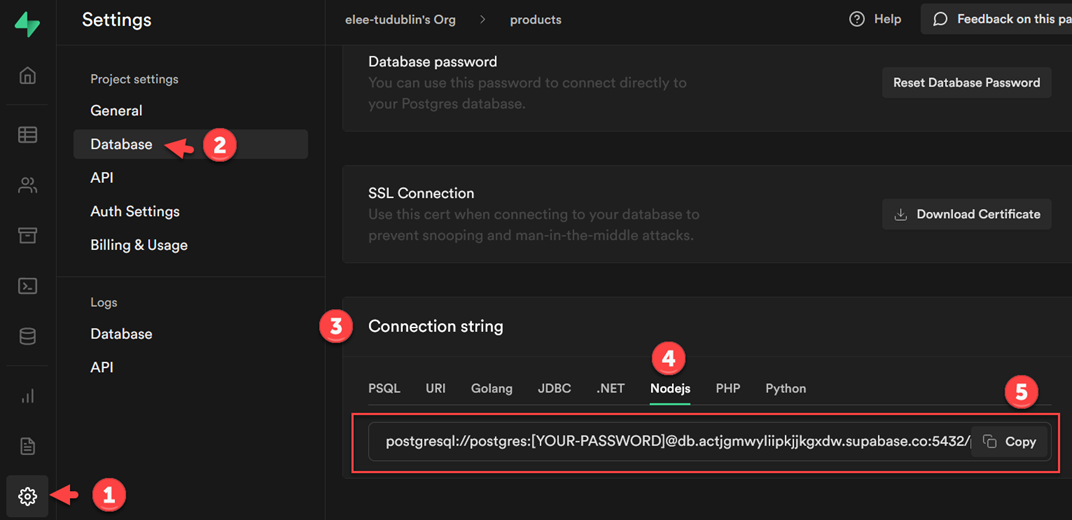 Settings
elee-tudublin's Org > products
Help
Feedback on this pa
Project settings
General
Database
2
API
Auth Settings
Billing & Usage
Logs
Database
API
1
Database password
You can use this password to connect directly to
your Postgres database.
Reset Database Password
SSL Connection
Use this cert when connecting to your database to
prevent snooping and man-in-the-middle attacks.
Download Certificate
3
Connection string
4
PSQL URI Golang JDBC .NET Nodejs PHP Python
5
postgresql://postgres:[YOUR-PASSWORD]@db.actjgmwyliipkjjkgxdw.supabase.co:5432/
Copy